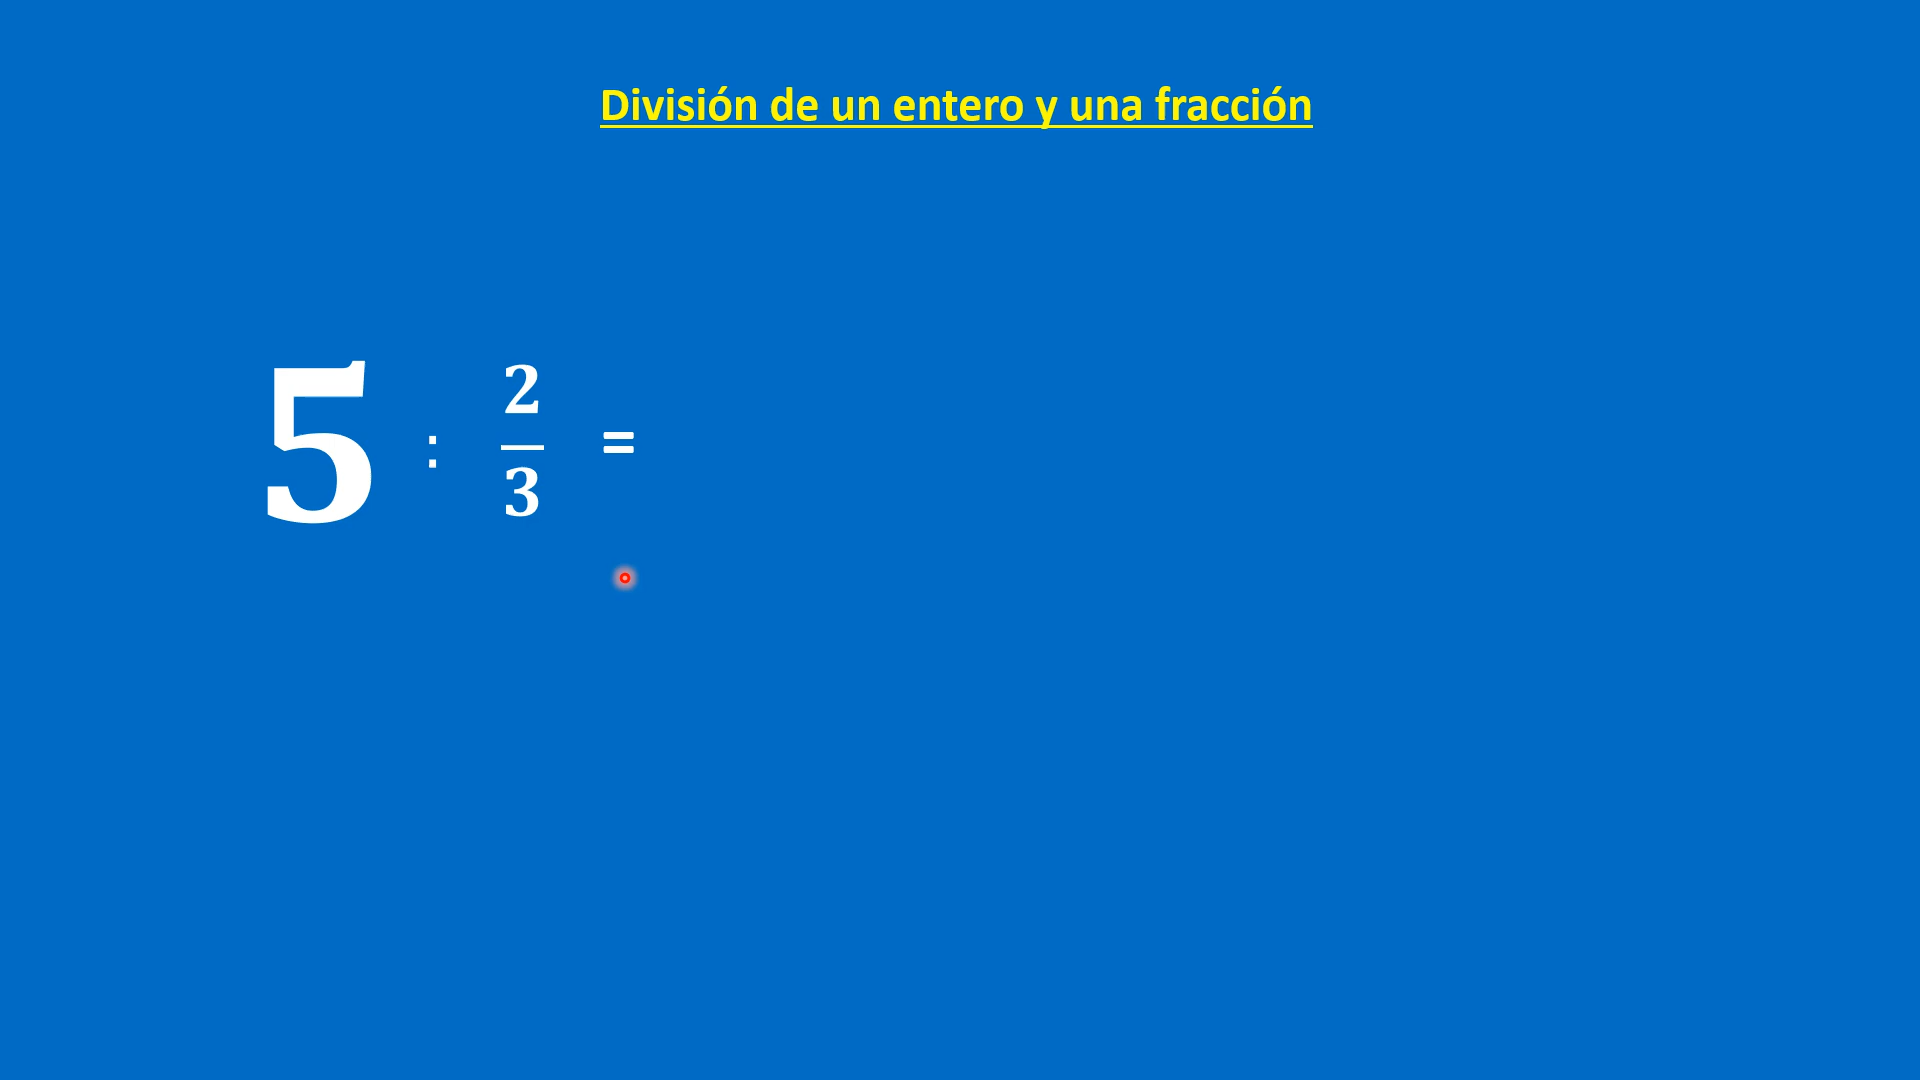 División de un entero y una fracción
5 : 2/3 =